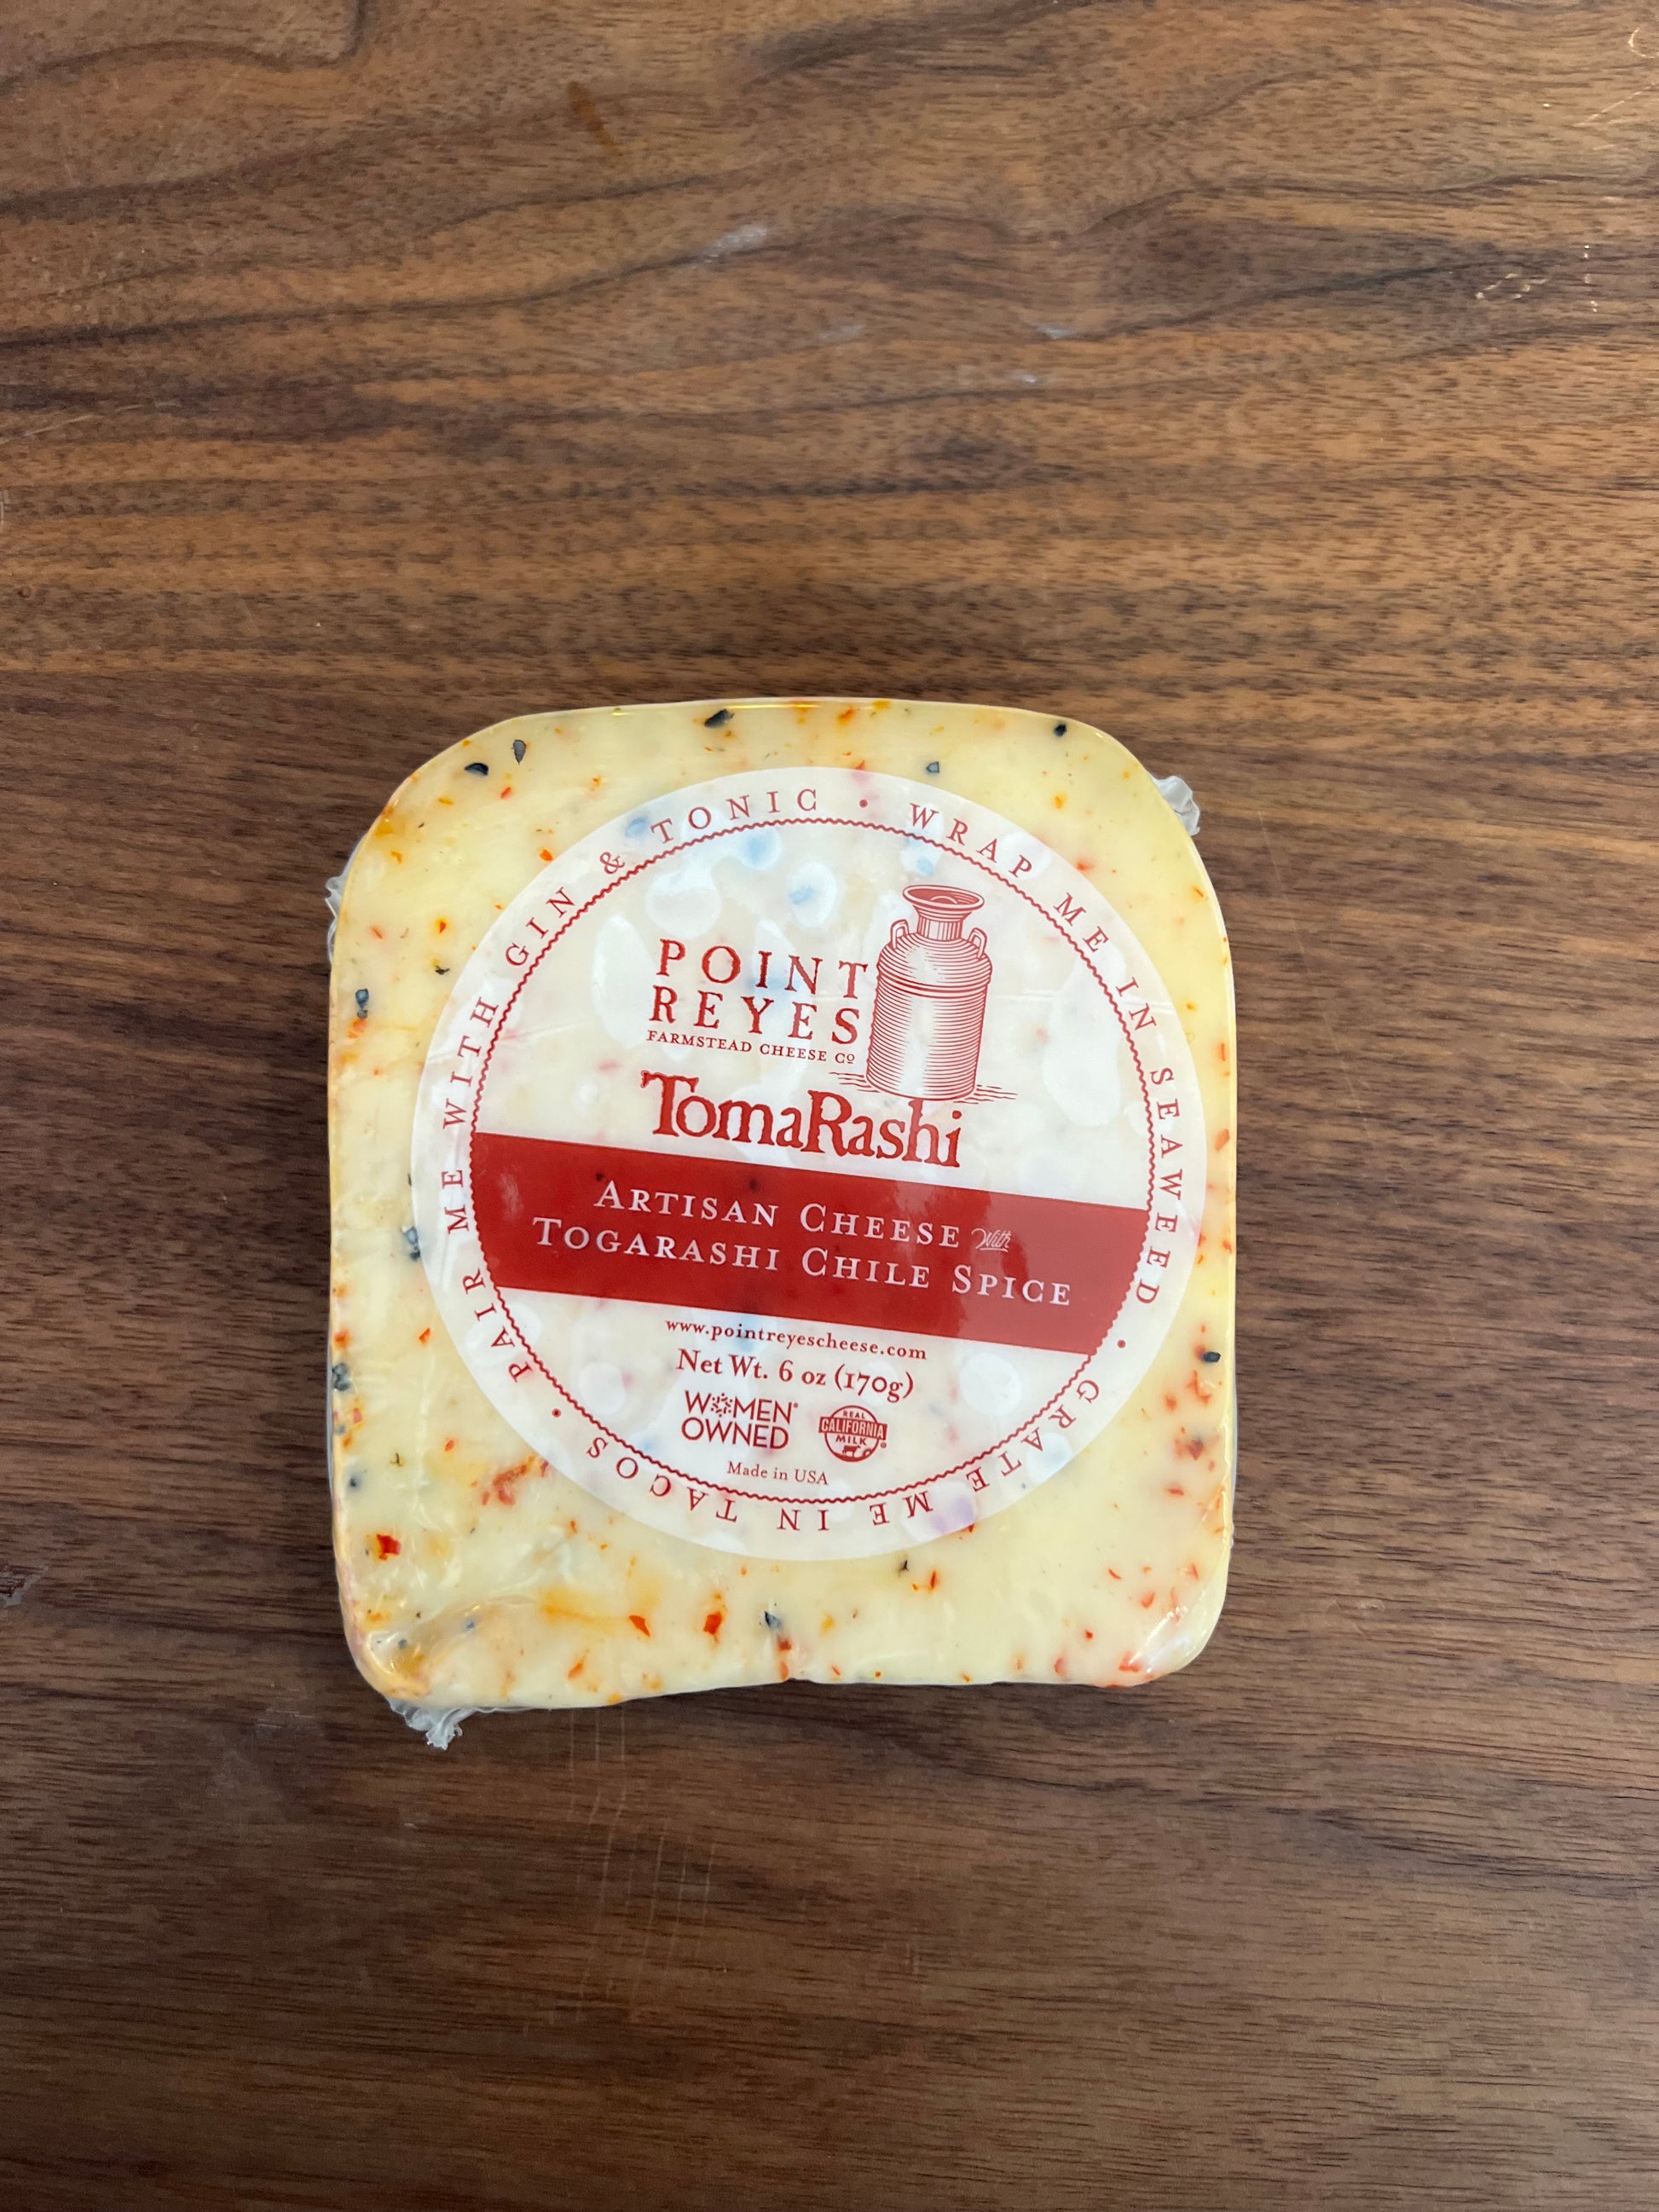 PAIR ME WITH GIN & TONIC • WRAP ME IN SEAWEED • GRATE ME IN TACOS •
POINT
REYES
FARMSTEAD CHEESE Cº
TomaRashi
ARTISAN CHEESE With
TOGARASHI CHILE SPICE
www.pointreyescheese.com
Net Wt. 6 oz (170g)
WOMEN
OWNED
REAL
CALIFORNIA
MILK
Made in USA